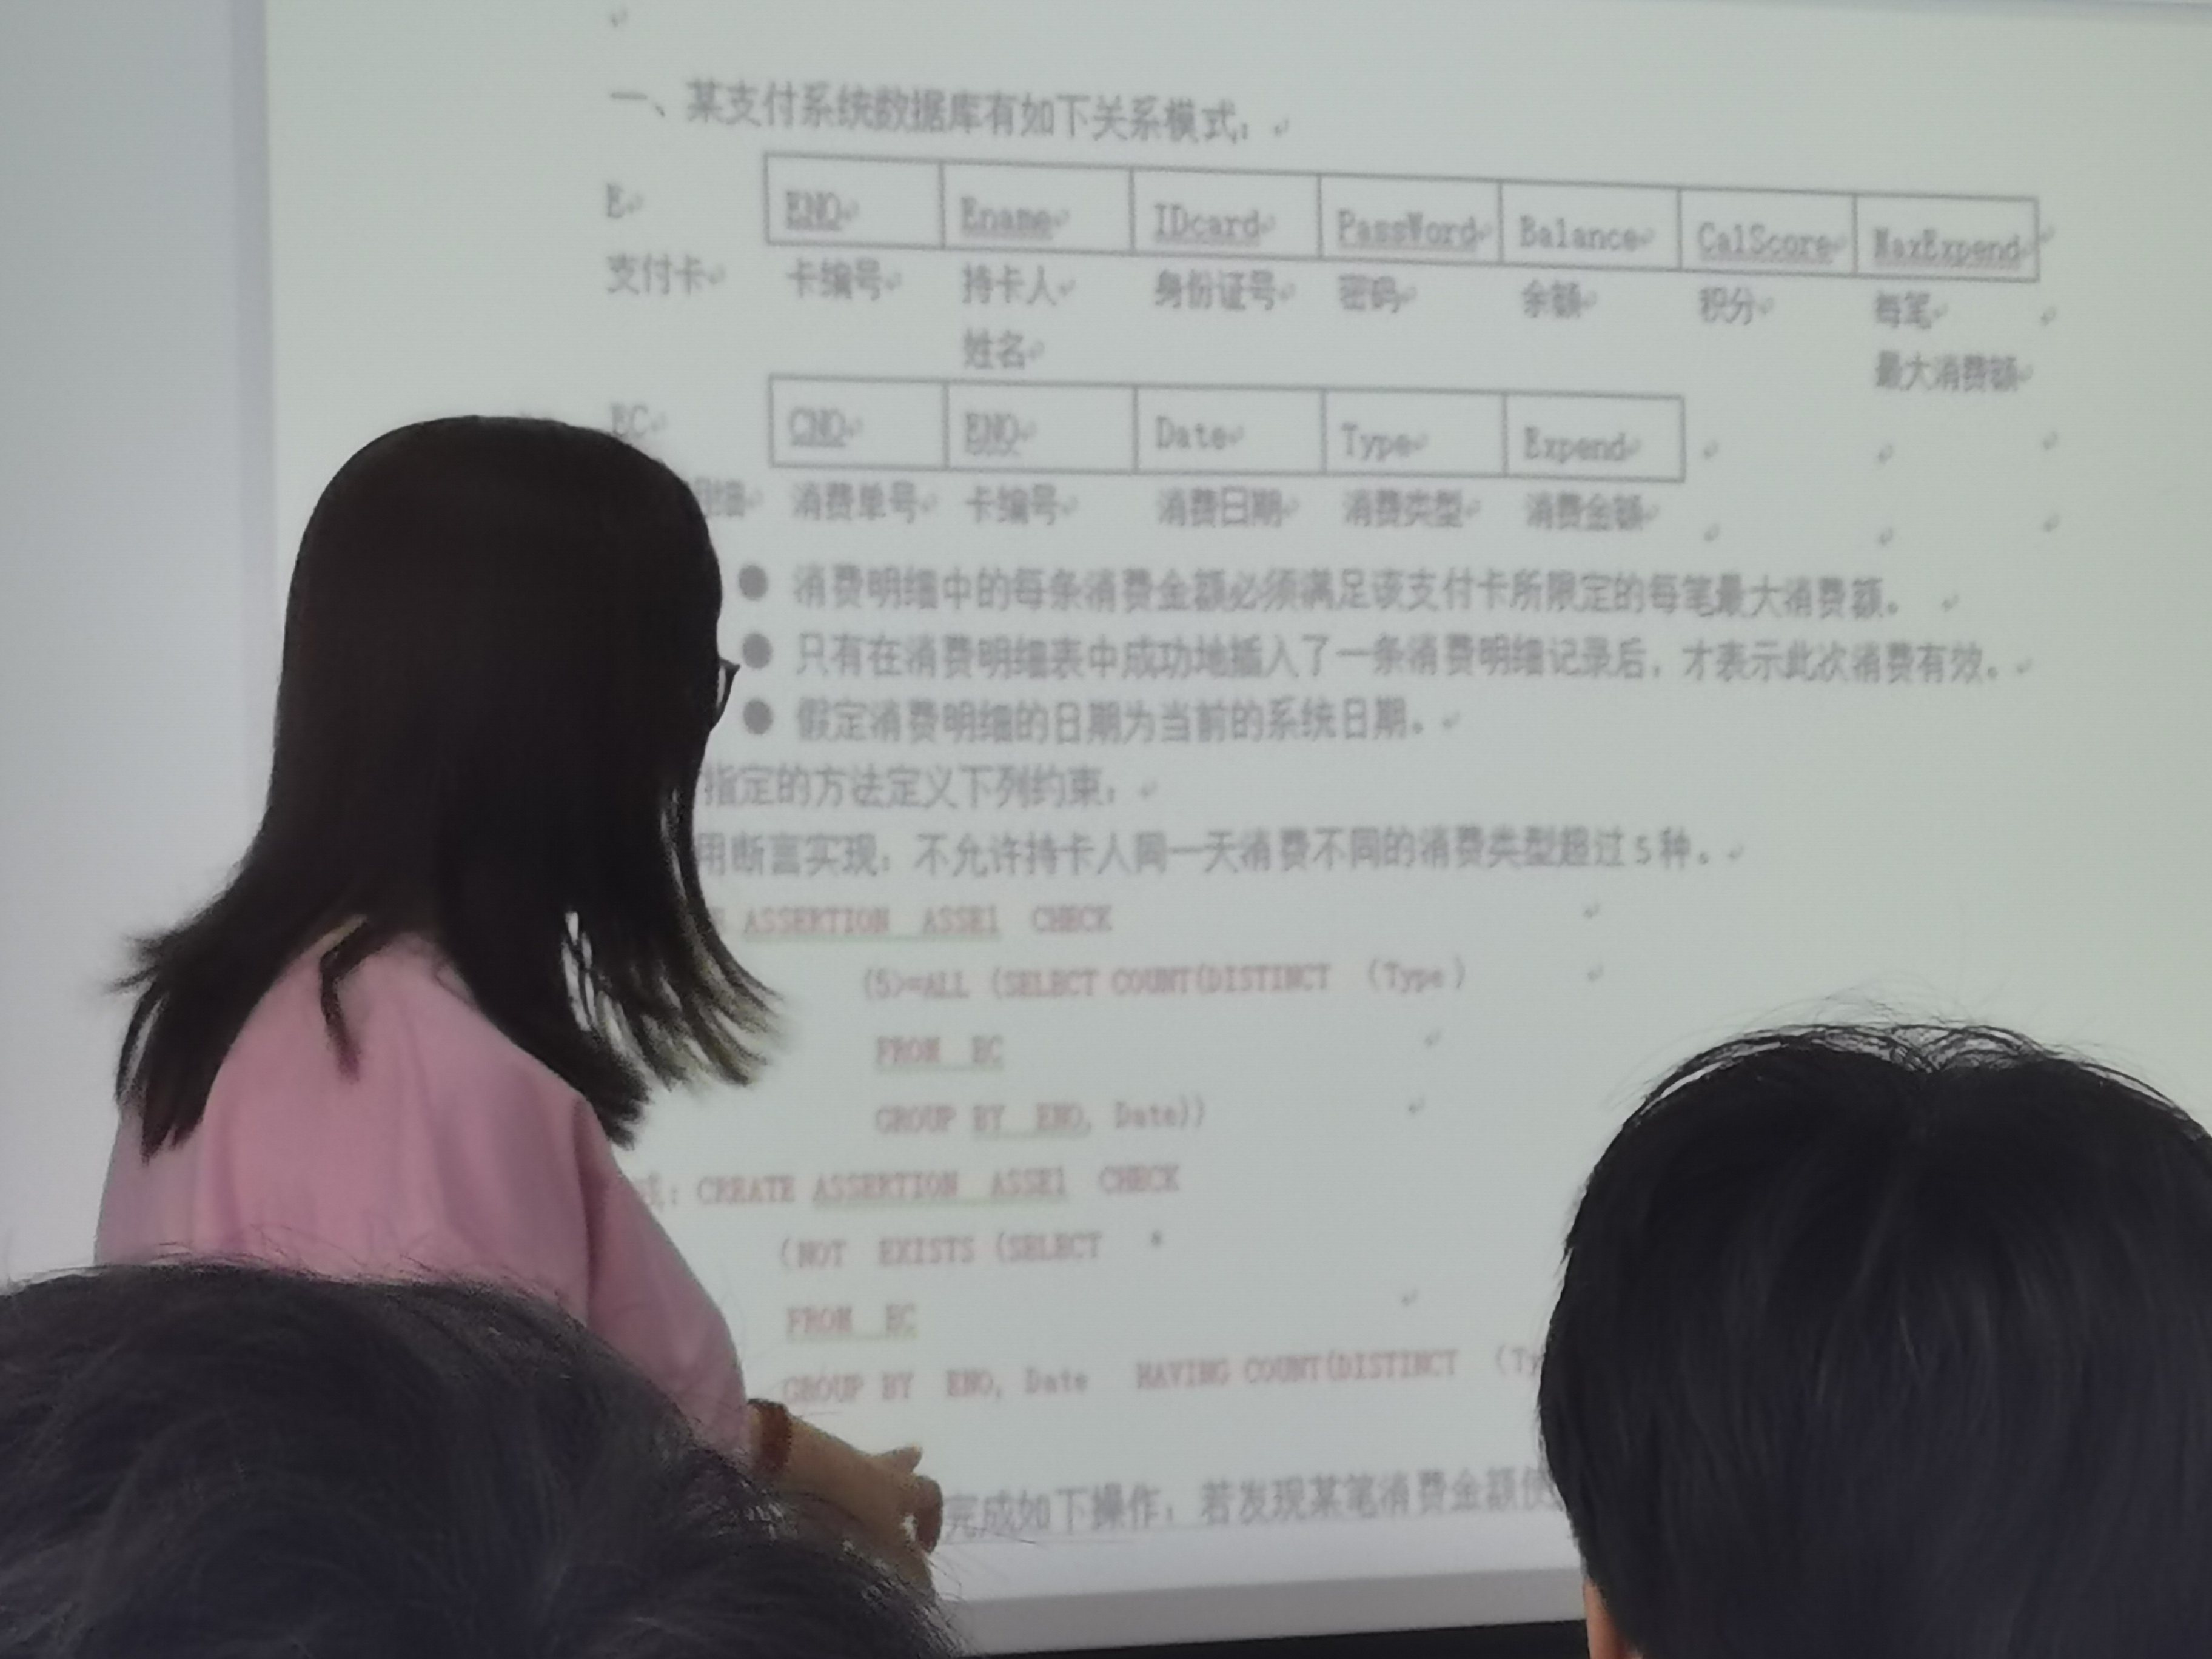 一、某支付系统数据库有如下关系模式：
E ENO Ename IDcard PassWord Balance CalScore MaxExpend
支付卡 卡编号 持卡人 身份证号 密码 余额 积分 每笔
姓名 最大消费额
EC CNO ENO Date Type Expend
明细 消费单号 卡编号 消费日期 消费类型 消费金额
● 消费明细中的每条消费金额必须满足该支付卡所限定的每笔最大消费额。
● 只有在消费明细表中成功地插入了一条消费明细记录后，才表示此次消费有效。
● 假定消费明细的日期为当前的系统日期。
指定的方法定义下列约束：
用断言实现：不允许持卡人同一天消费不同的消费类型超过5种。
ASSERTION ASSE1 CHECK
(5)>=ALL (SELECT COUNT(DISTINCT (Type)
FROM EC
GROUP BY ENO, Date))
或：CREATE ASSERTION ASSE1 CHECK
(NOT EXISTS (SELECT *
FROM EC
GROUP BY ENO, Date HAVING COUNT(DISTINCT (Ty
完成如下操作：若发现某笔消费金额